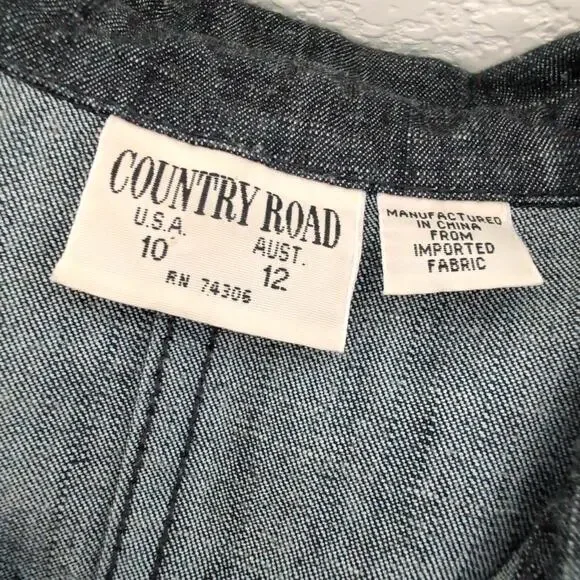 COUNTRY ROAD
U.S.A. AUST.
10 12
RN 74306
MANUFACTURED
IN CHINA
FROM
IMPORTED
FABRIC